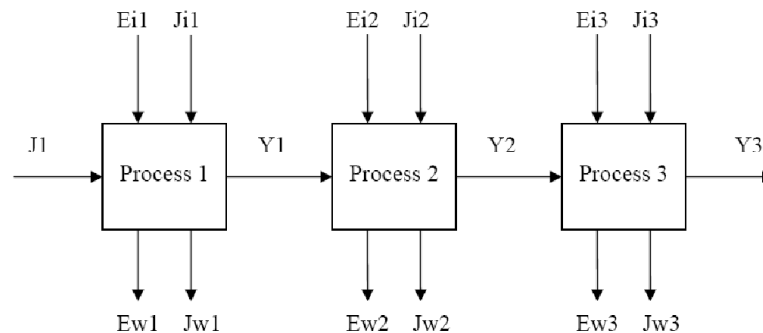 Ei1 Ji1 Ei2 Ji2 Ei3 Ji3
J1 Y1 Y2 Y3
Process 1 Process 2 Process 3
Ew1 Jw1 Ew2 Jw2 Ew3 Jw3